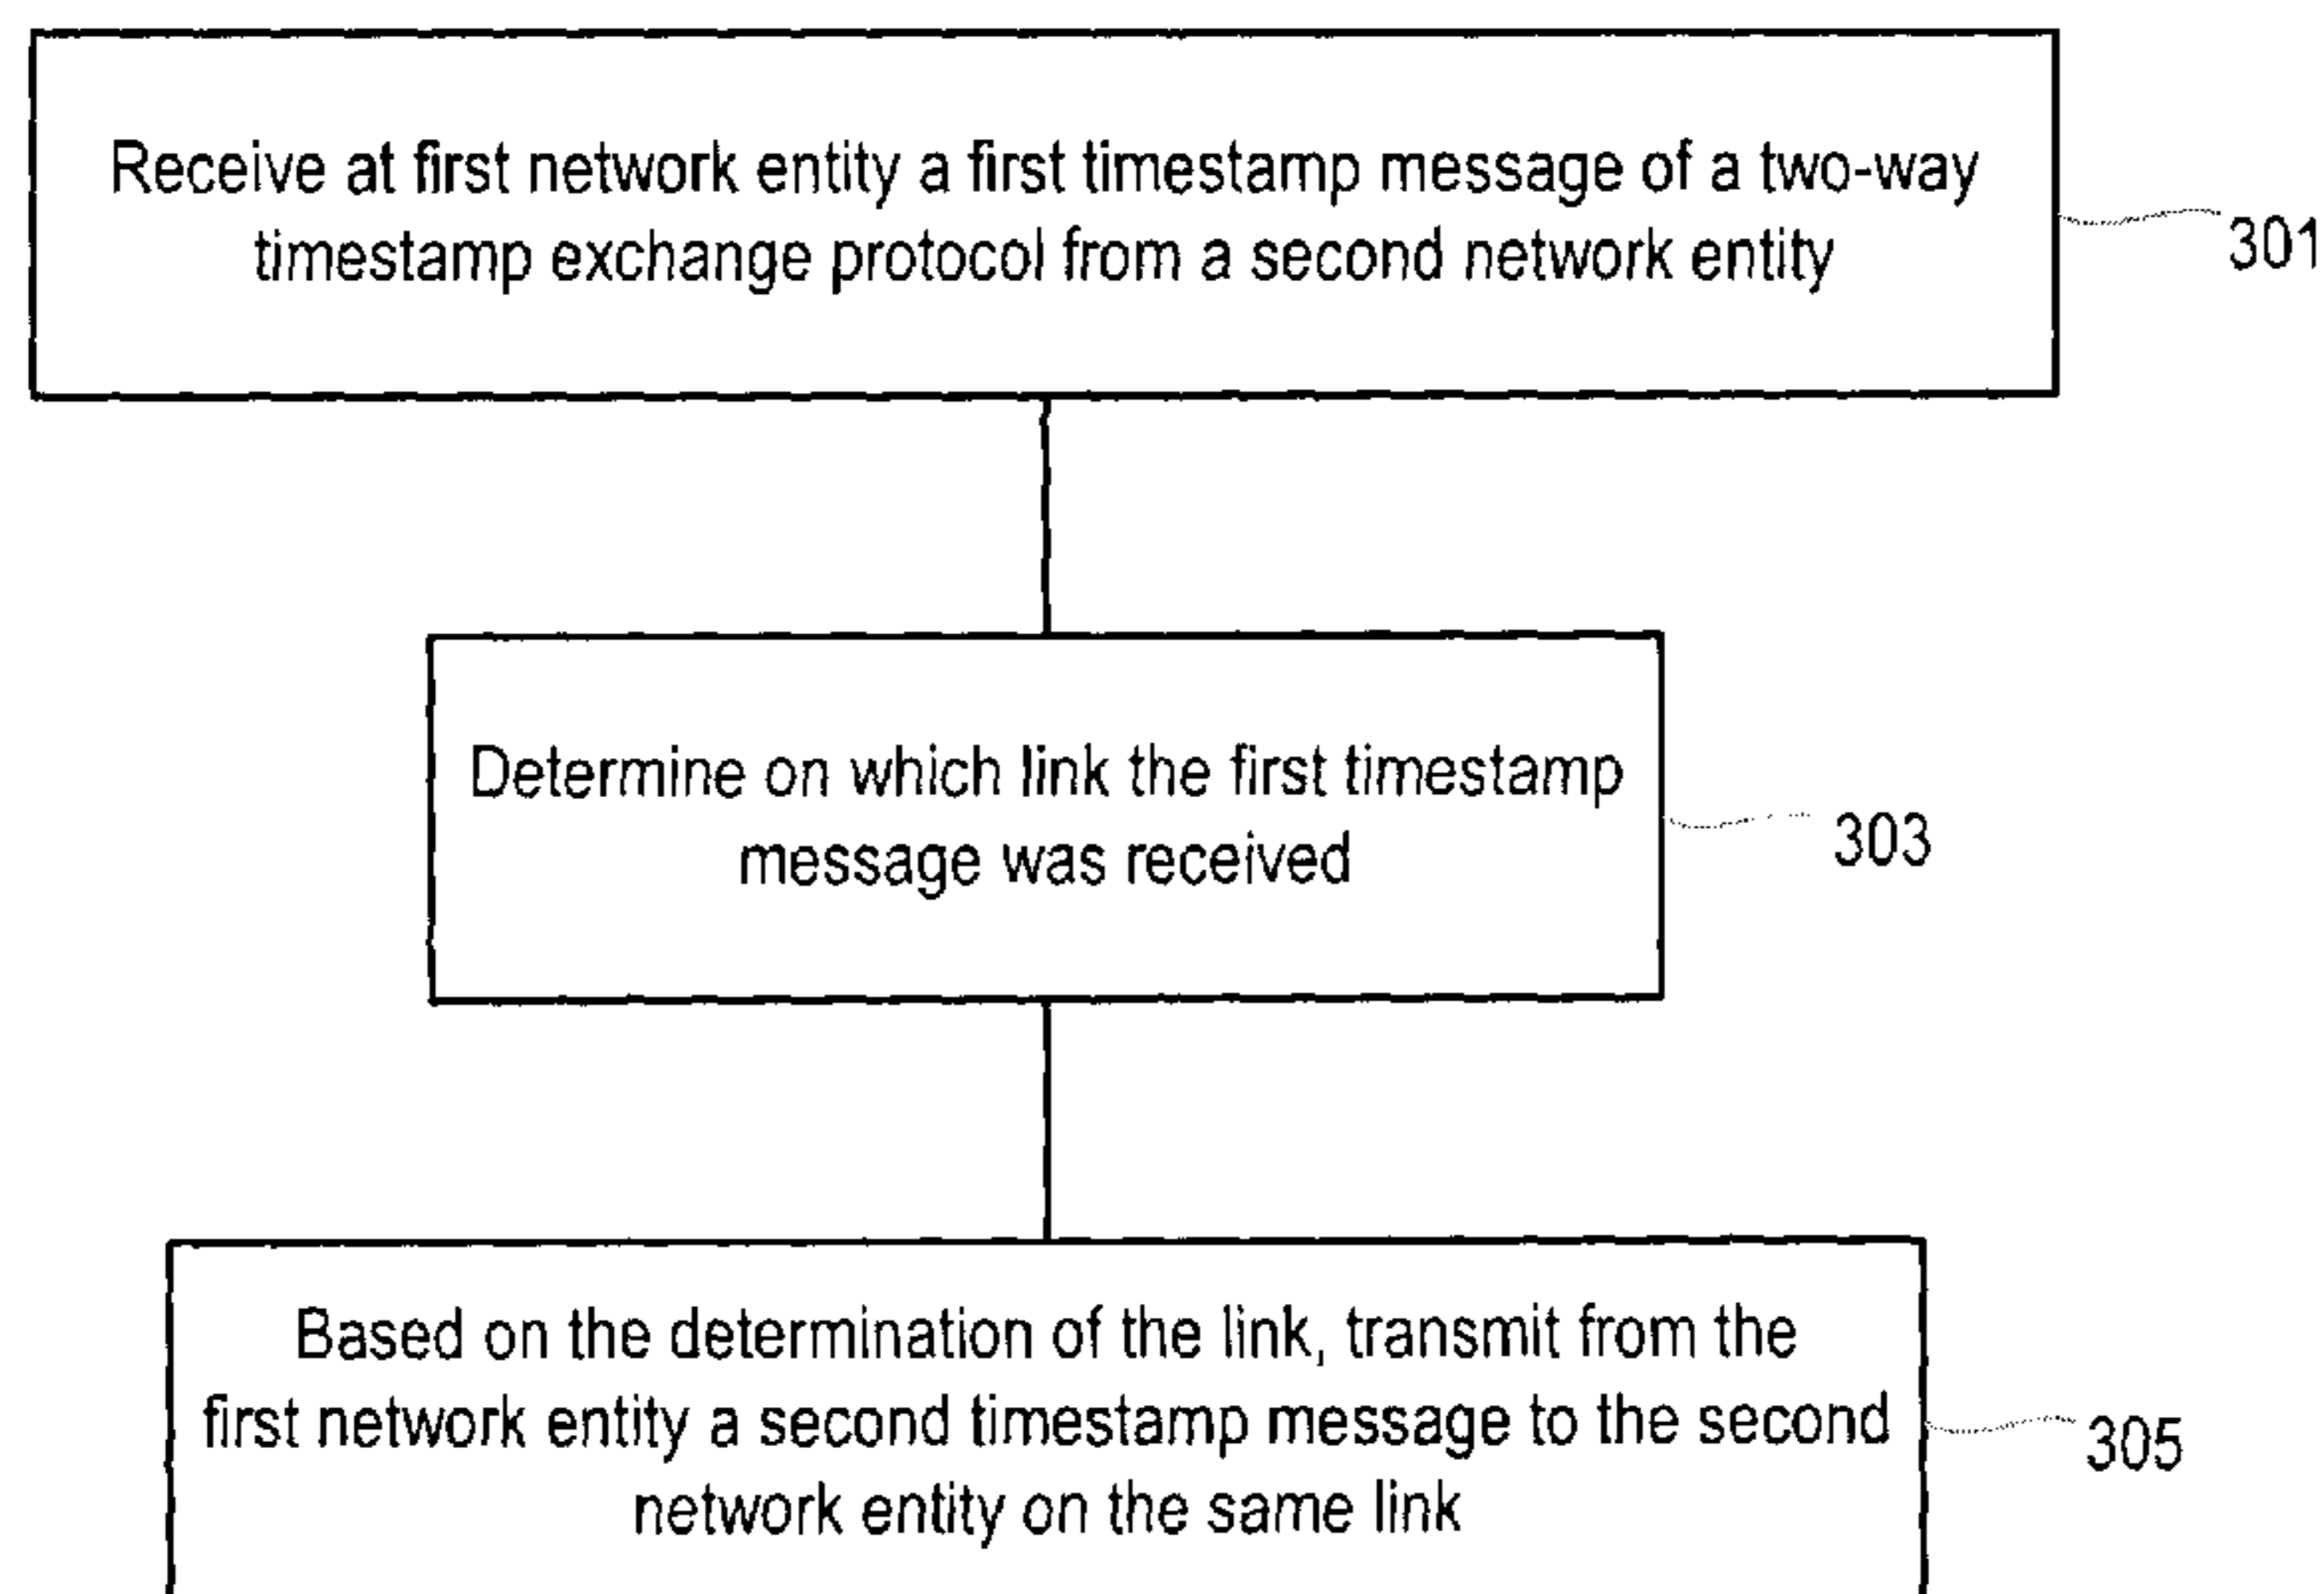 Receive at first network entity a first timestamp message of a two-way
timestamp exchange protocol from a second network entity
301
Determine on which link the first timestamp
message was received
303
Based on the determination of the link, transmit from the
first network entity a second timestamp message to the second
network entity on the same link
305